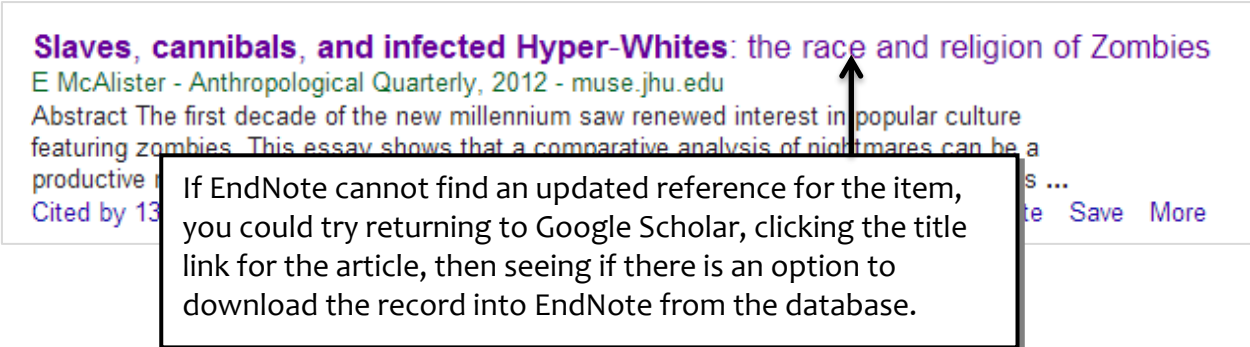 Slaves, cannibals, and infected Hyper-Whites: the race and religion of Zombies
E McAlister - Anthropological Quarterly, 2012 - muse.jhu.edu
Abstract The first decade of the new millennium saw renewed interest in popular culture
featuring zombies. This essay shows that a comparative analysis of nightmares can be a
productive s ...
Cited by 13 Save More
If EndNote cannot find an updated reference for the item,
you could try returning to Google Scholar, clicking the title
link for the article, then seeing if there is an option to
download the record into EndNote from the database.